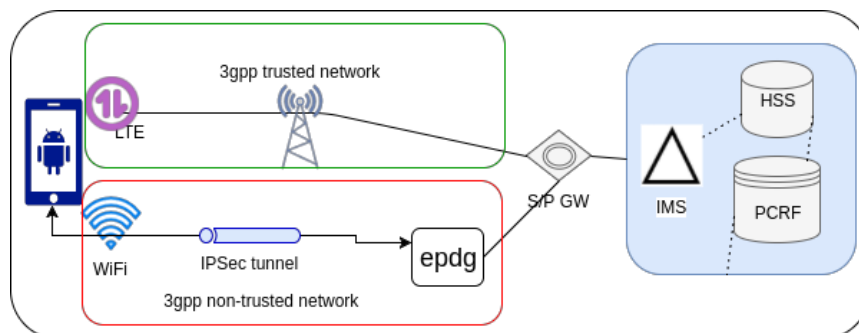 3gpp trusted network
LTE
HSS
S/P GW
IMS
PCRF
WiFi
IPSec tunnel
epdg
3gpp non-trusted network